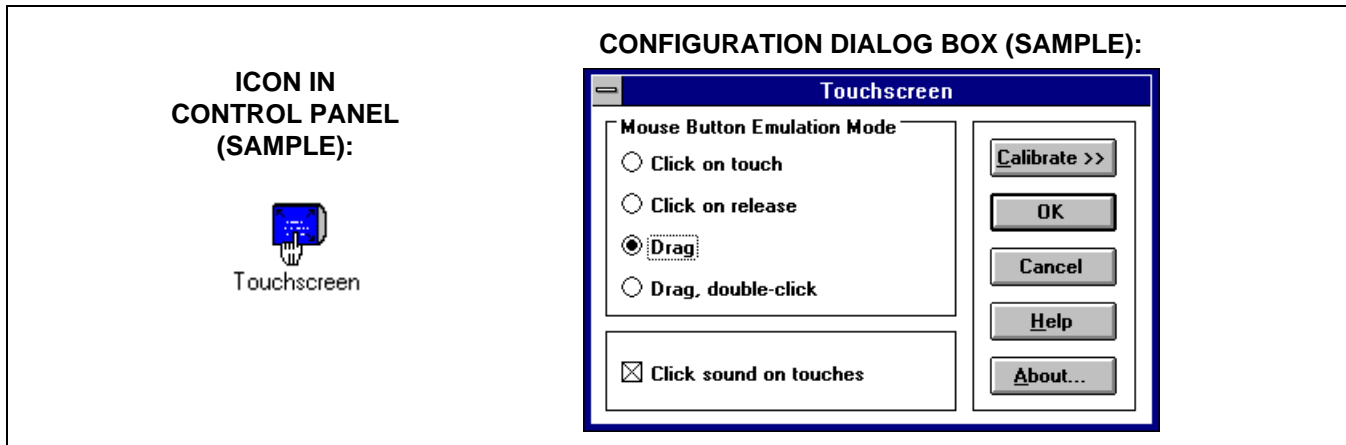 ICON IN
CONTROL PANEL
(SAMPLE):
Touchscreen
CONFIGURATION DIALOG BOX (SAMPLE):
Touchscreen
Mouse Button Emulation Mode
Click on touch
Click on release
Drag
Drag, double-click
Click sound on touches
Calibrate >>
OK
Cancel
Help
About...